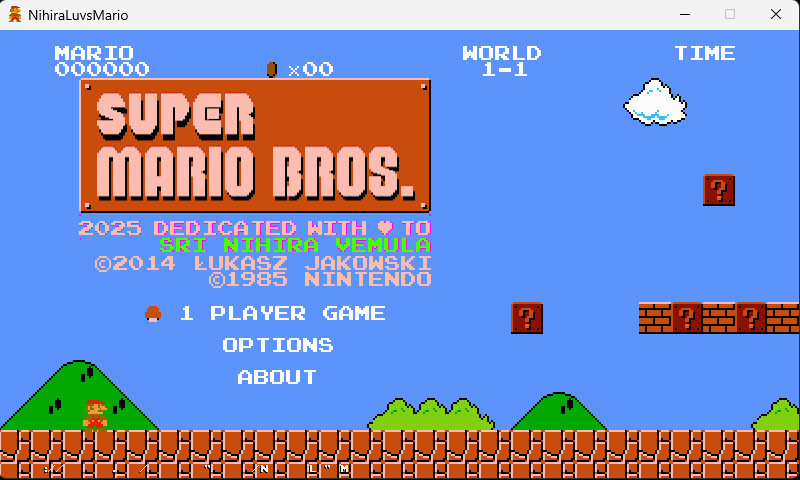 NihiraLuvsMario
MARIO WORLD TIME
000000 x00 1-1
SUPER
MARIO BROS.
2025 DEDICATED WITH ♥ TO
SRI NIHIRA VEMULA
©2014 ŁUKASZ JAKOWSKI
©1985 NINTENDO
1 PLAYER GAME
OPTIONS
ABOUT
?
?
? ?